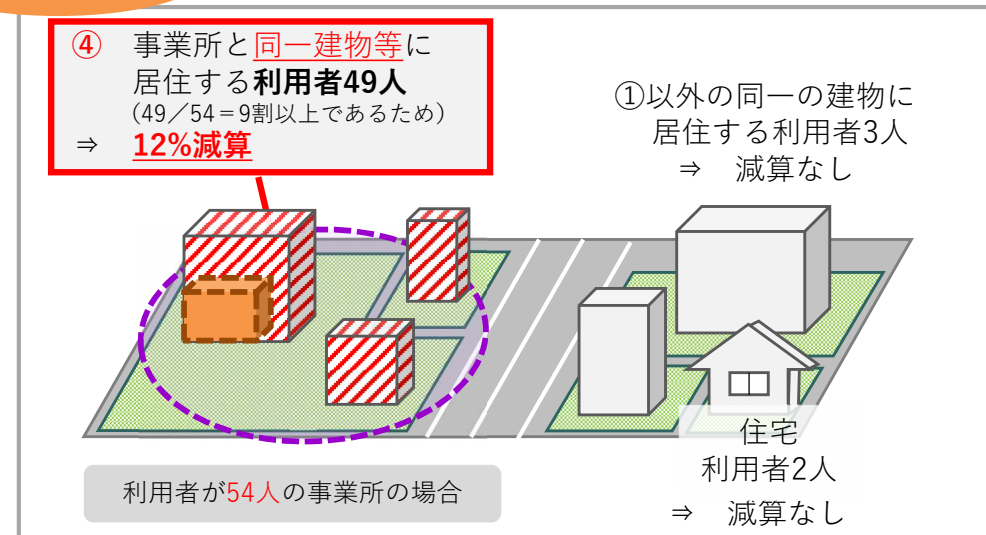 ④ 事業所と同一建物等に
居住する利用者49人
(49／54＝9割以上であるため)
⇒ 12%減算
①以外の同一の建物に
居住する利用者3人
⇒ 減算なし
住宅
利用者2人
⇒ 減算なし
利用者が54人の事業所の場合